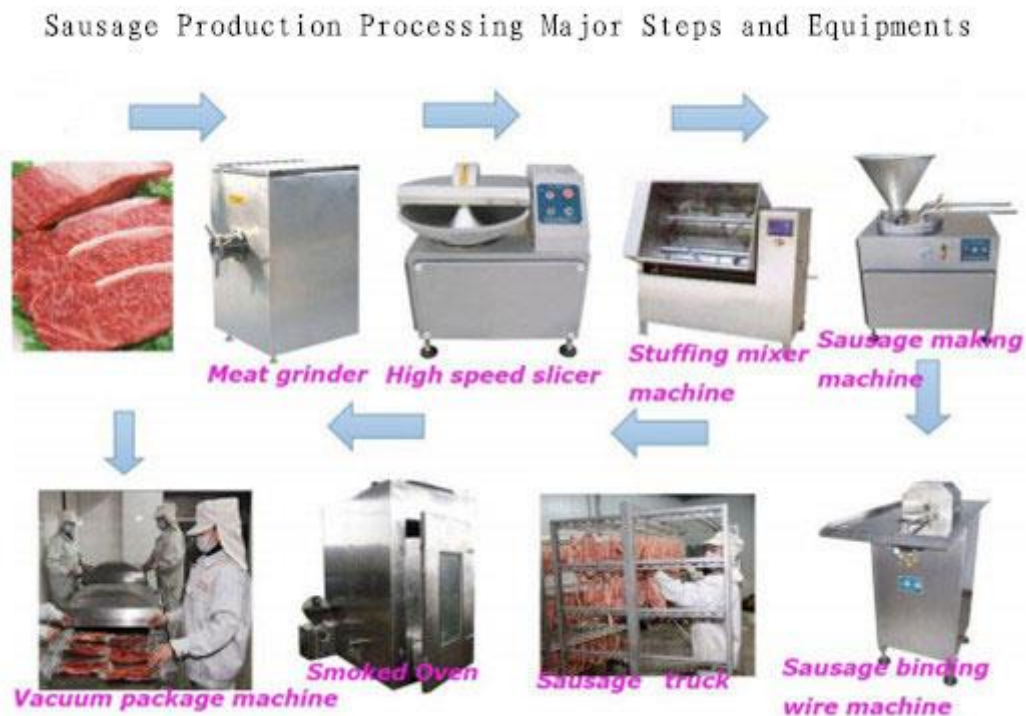 Sausage Production Processing Major Steps and Equipments
Meat grinder
High speed slicer
Stuffing mixer
machine
Sausage making
machine
Vacuum package machine
Smoked Oven
Sausage truck
Sausage binding
wire machine